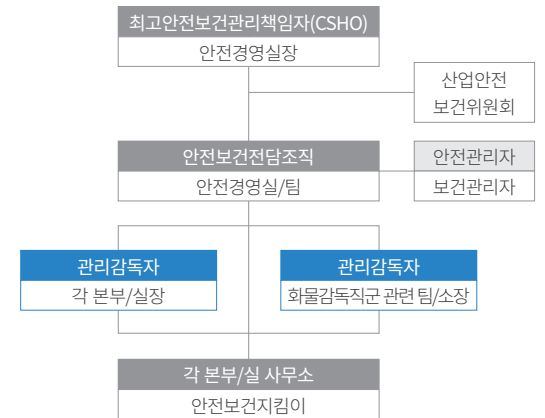 최고안전보건관리책임자(CSHO)
안전경영실장
산업안전
보건위원회
안전보건전담조직
안전경영실/팀
안전관리자
보건관리자
관리감독자
각 본부/실장
관리감독자
화물감독직군 관련 팀/소장
각 본부/실 사무소
안전보건지킴이